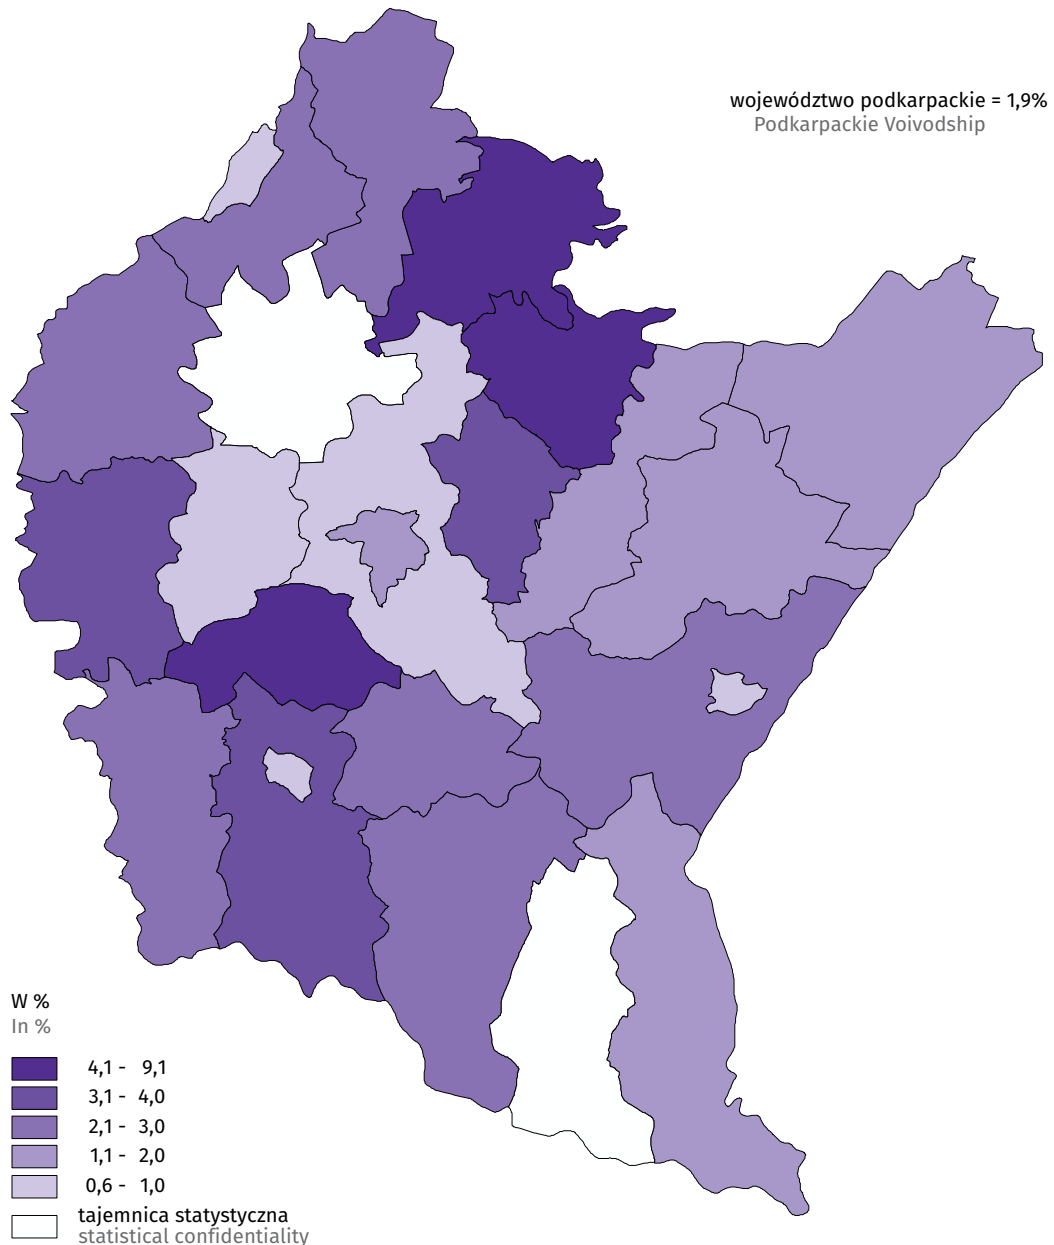 województwo podkarpackie = 1,9%
Podkarpackie Voivodship
W %
In %
4,1 - 9,1
3,1 - 4,0
2,1 - 3,0
1,1 - 2,0
0,6 - 1,0
tajemnica statystyczna
statistical confidentiality